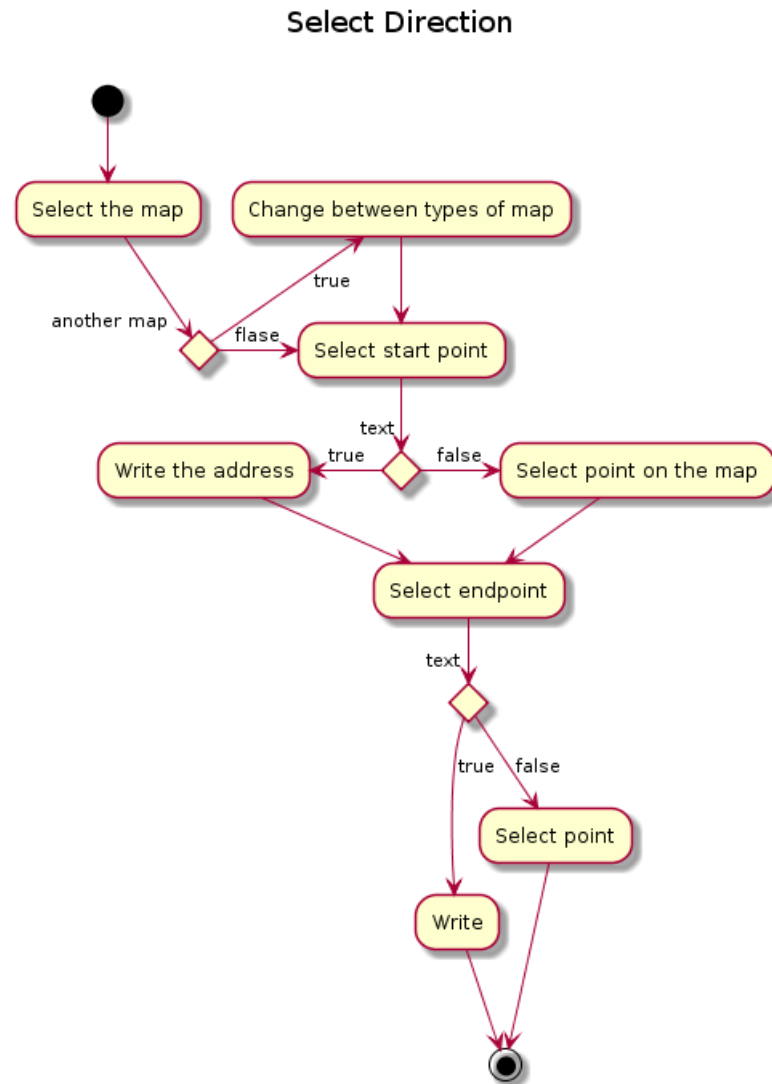 Select Direction
Select the map
Change between types of map
true
another map
flase
Select start point
text
Write the address
true
false
Select point on the map
Select endpoint
text
true
false
Select point
Write